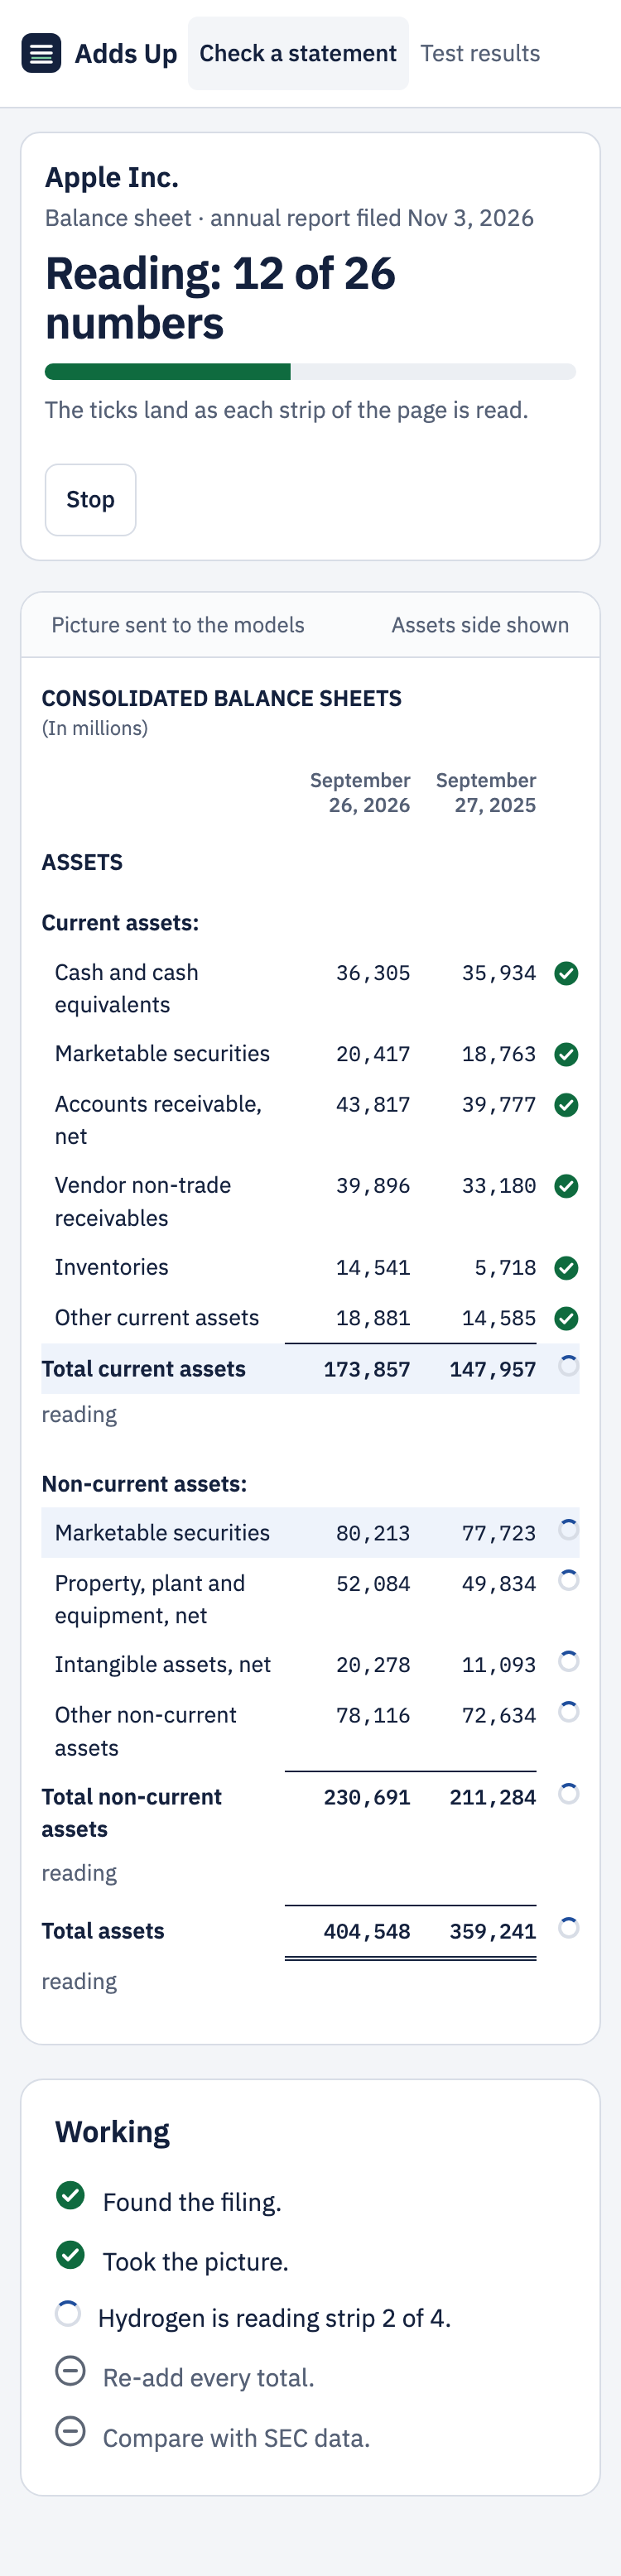 Adds Up
Check a statement
Test results
Apple Inc.
Balance sheet · annual report filed Nov 3, 2026
Reading: 12 of 26
numbers
The ticks land as each strip of the page is read.
Stop
Picture sent to the models
Assets side shown
CONSOLIDATED BALANCE SHEETS
(In millions)
September September
26, 2026 27, 2025
ASSETS
Current assets:
Cash and cash 36,305 35,934
equivalents
Marketable securities 20,417 18,763
Accounts receivable, 43,817 39,777
net
Vendor non-trade 39,896 33,180
receivables
Inventories 14,541 5,718
Other current assets 18,881 14,585
Total current assets 173,857 147,957
reading
Non-current assets:
Marketable securities 80,213 77,723
Property, plant and 52,084 49,834
equipment, net
Intangible assets, net 20,278 11,093
Other non-current 78,116 72,634
assets
Total non-current 230,691 211,284
assets
reading
Total assets 404,548 359,241
reading
Working
Found the filing.
Took the picture.
Hydrogen is reading strip 2 of 4.
Re-add every total.
Compare with SEC data.